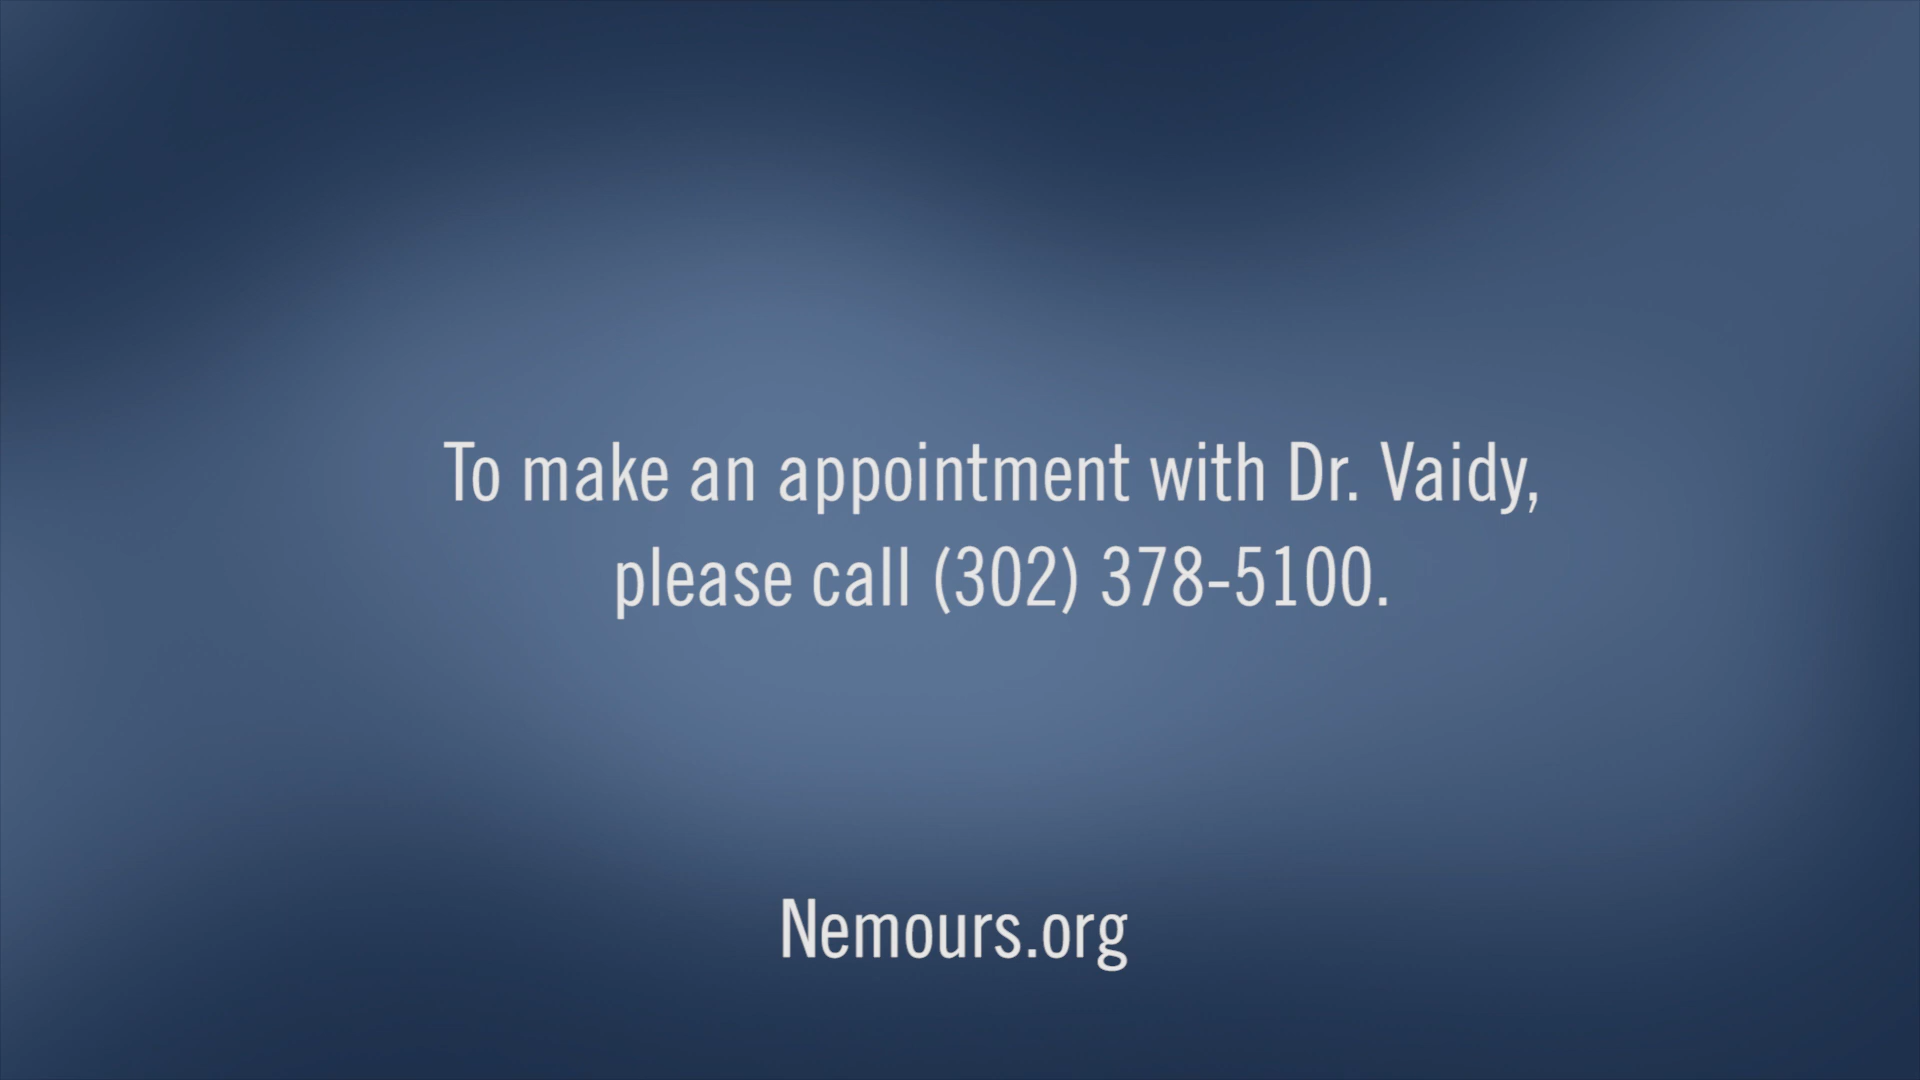 To make an appointment with Dr. Vaidy,
please call (302) 378-5100.
Nemours.org